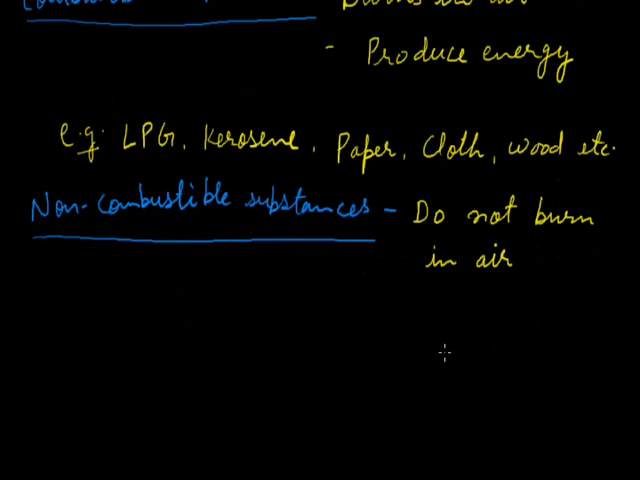 - Produce energy
e.g. LPG, Kerosene, Paper, Cloth, wood etc.
Non-combustible substances - Do not burn
in air